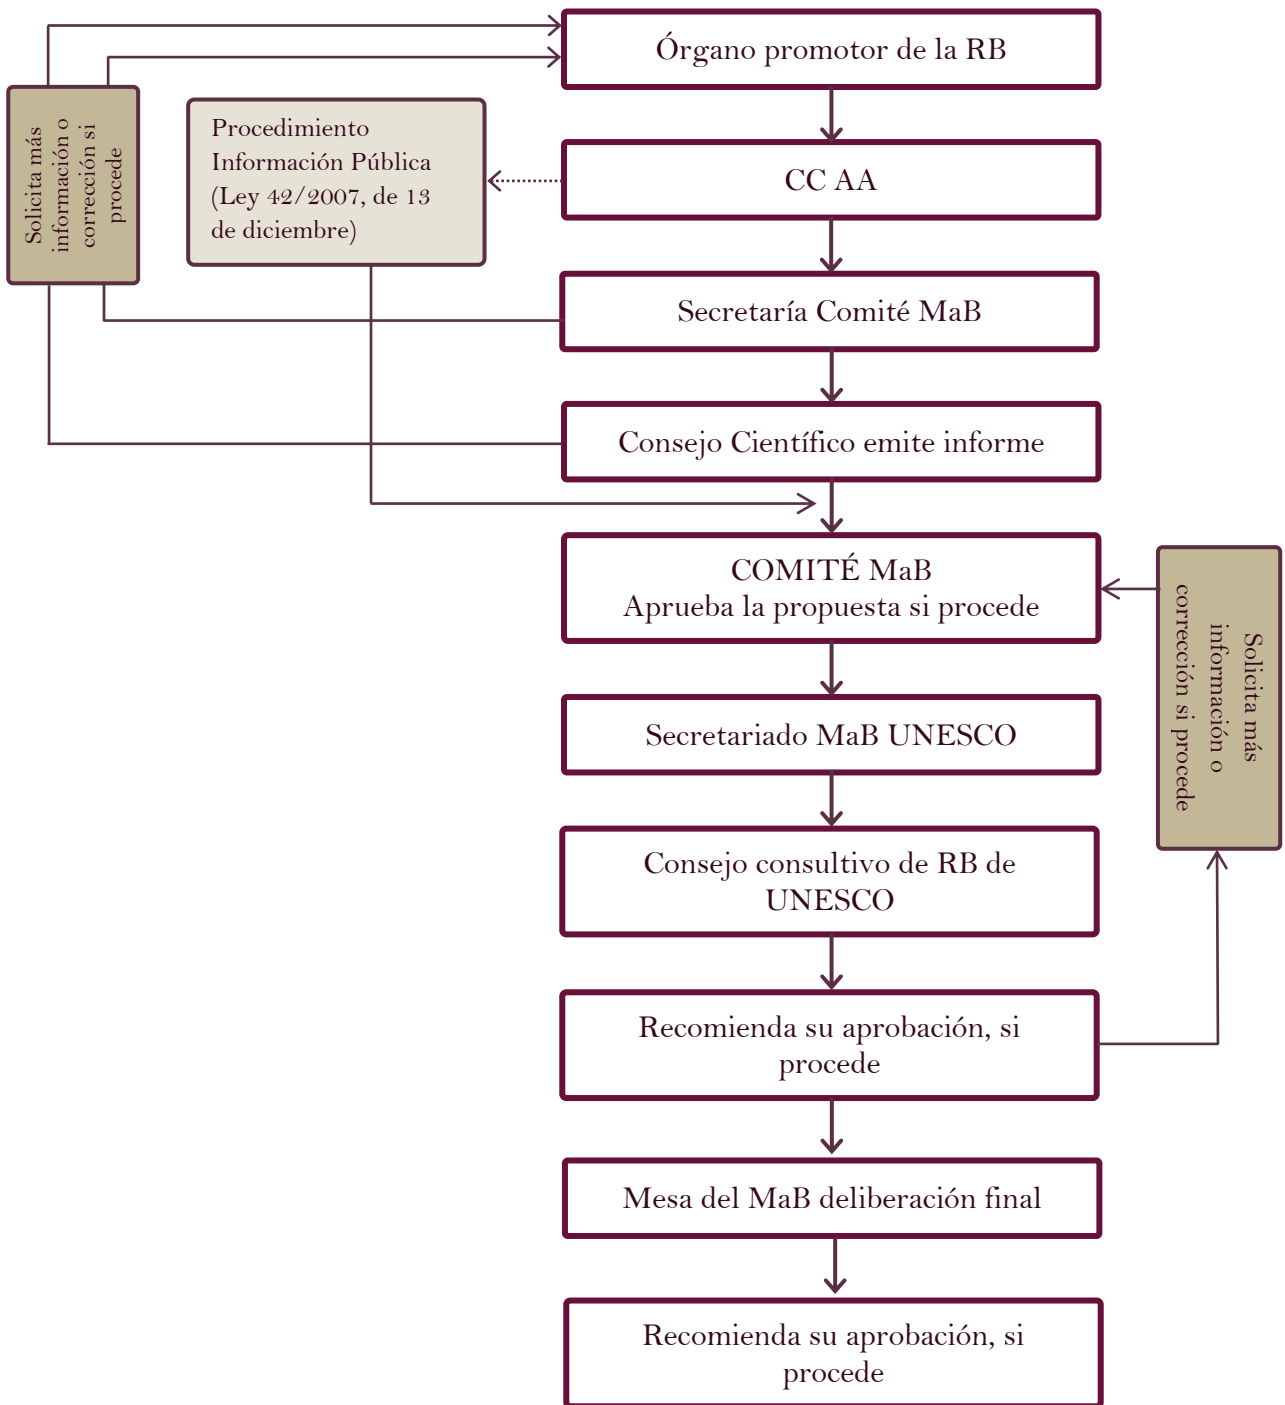 Órgano promotor de la RB
Solicita más
información o
corrección si
procede
Procedimiento
Información Pública
(Ley 42/2007, de 13
de diciembre)
CC AA
Secretaría Comité MaB
Consejo Científico emite informe
COMITÉ MaB
Aprueba la propuesta si procede
Solicita más
información o
corrección si procede
Secretariado MaB UNESCO
Consejo consultivo de RB de
UNESCO
Recomienda su aprobación, si
procede
Mesa del MaB deliberación final
Recomienda su aprobación, si
procede